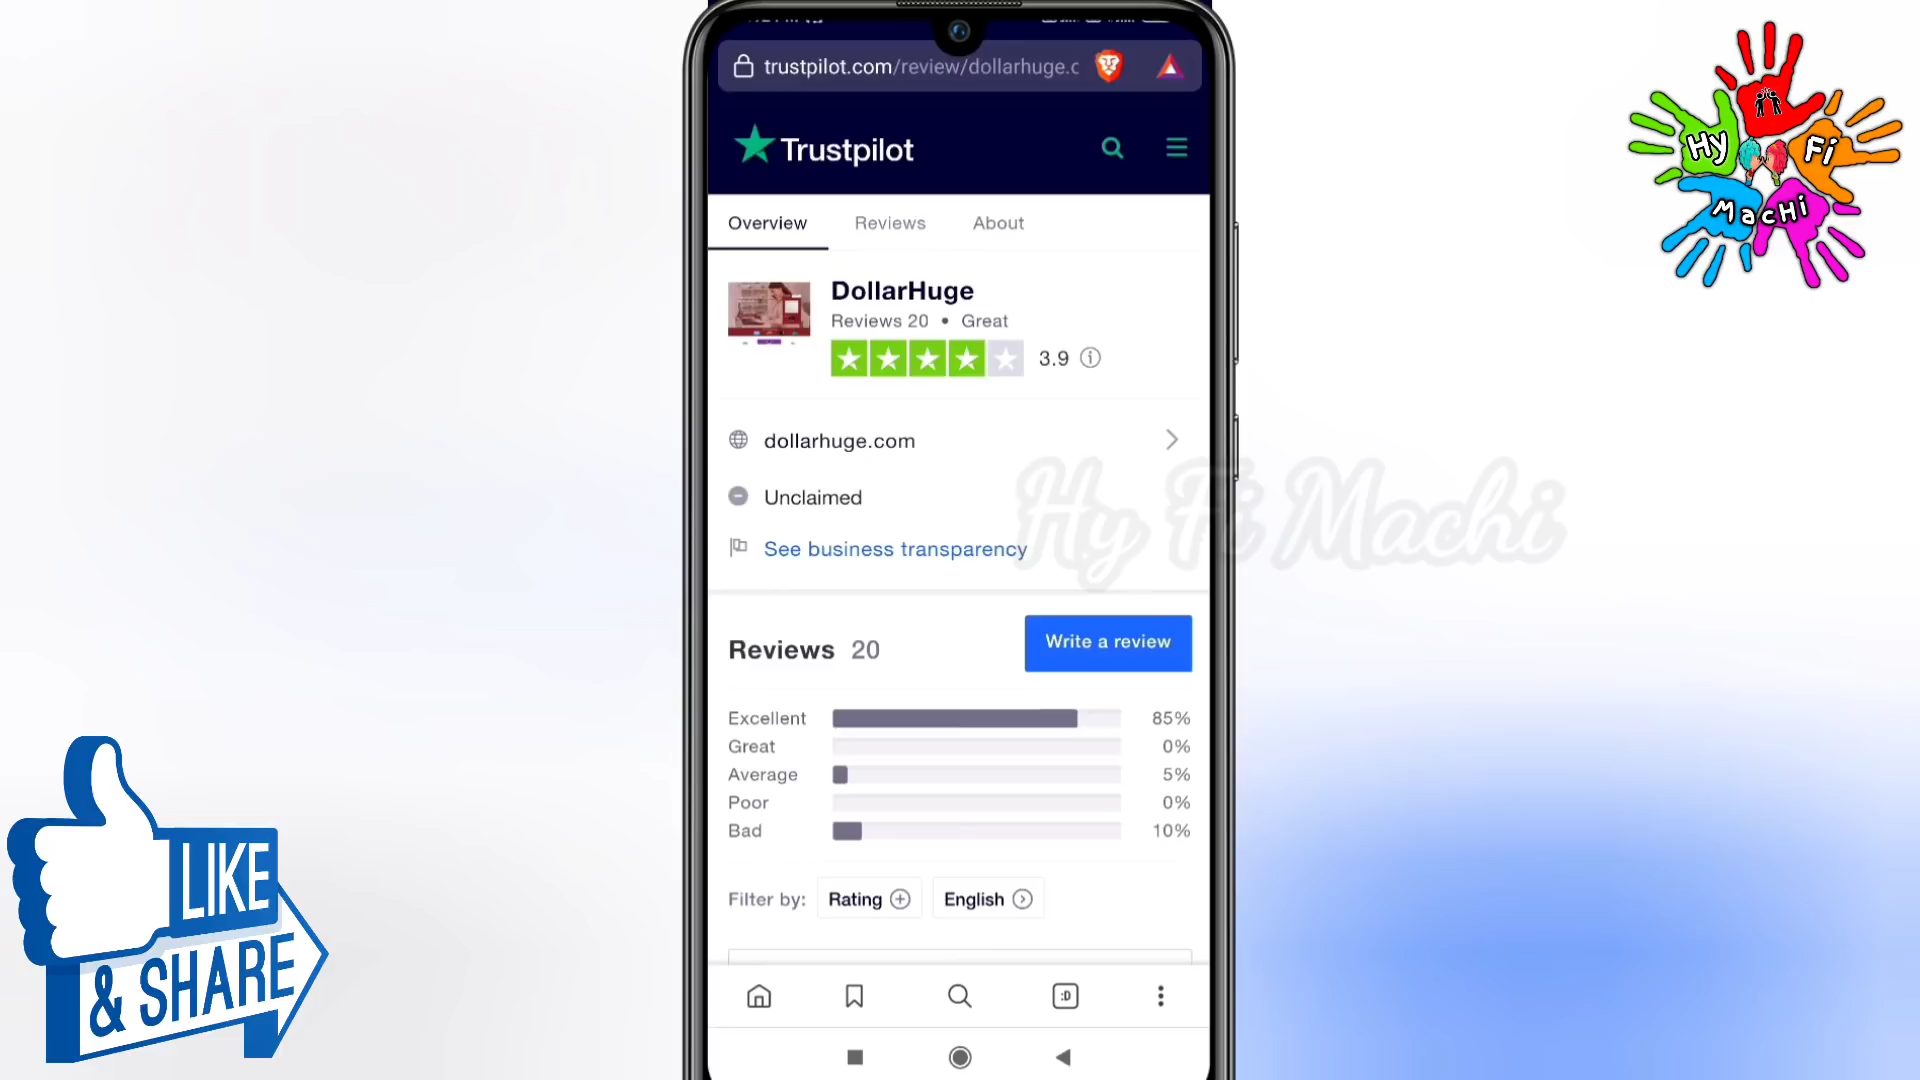 trustpilot.com/review/dollarhuge.c
Trustpilot
Overview Reviews About
DollarHuge
Reviews 20 • Great
3.9
dollarhuge.com
Unclaimed
See business transparency
Reviews 20
Write a review
Excellent 85%
Great 0%
Average 5%
Poor 0%
Bad 10%
Filter by: Rating English
:D
Hy Fi MacHi
Hy Fi Machi
LIKE
& SHARE